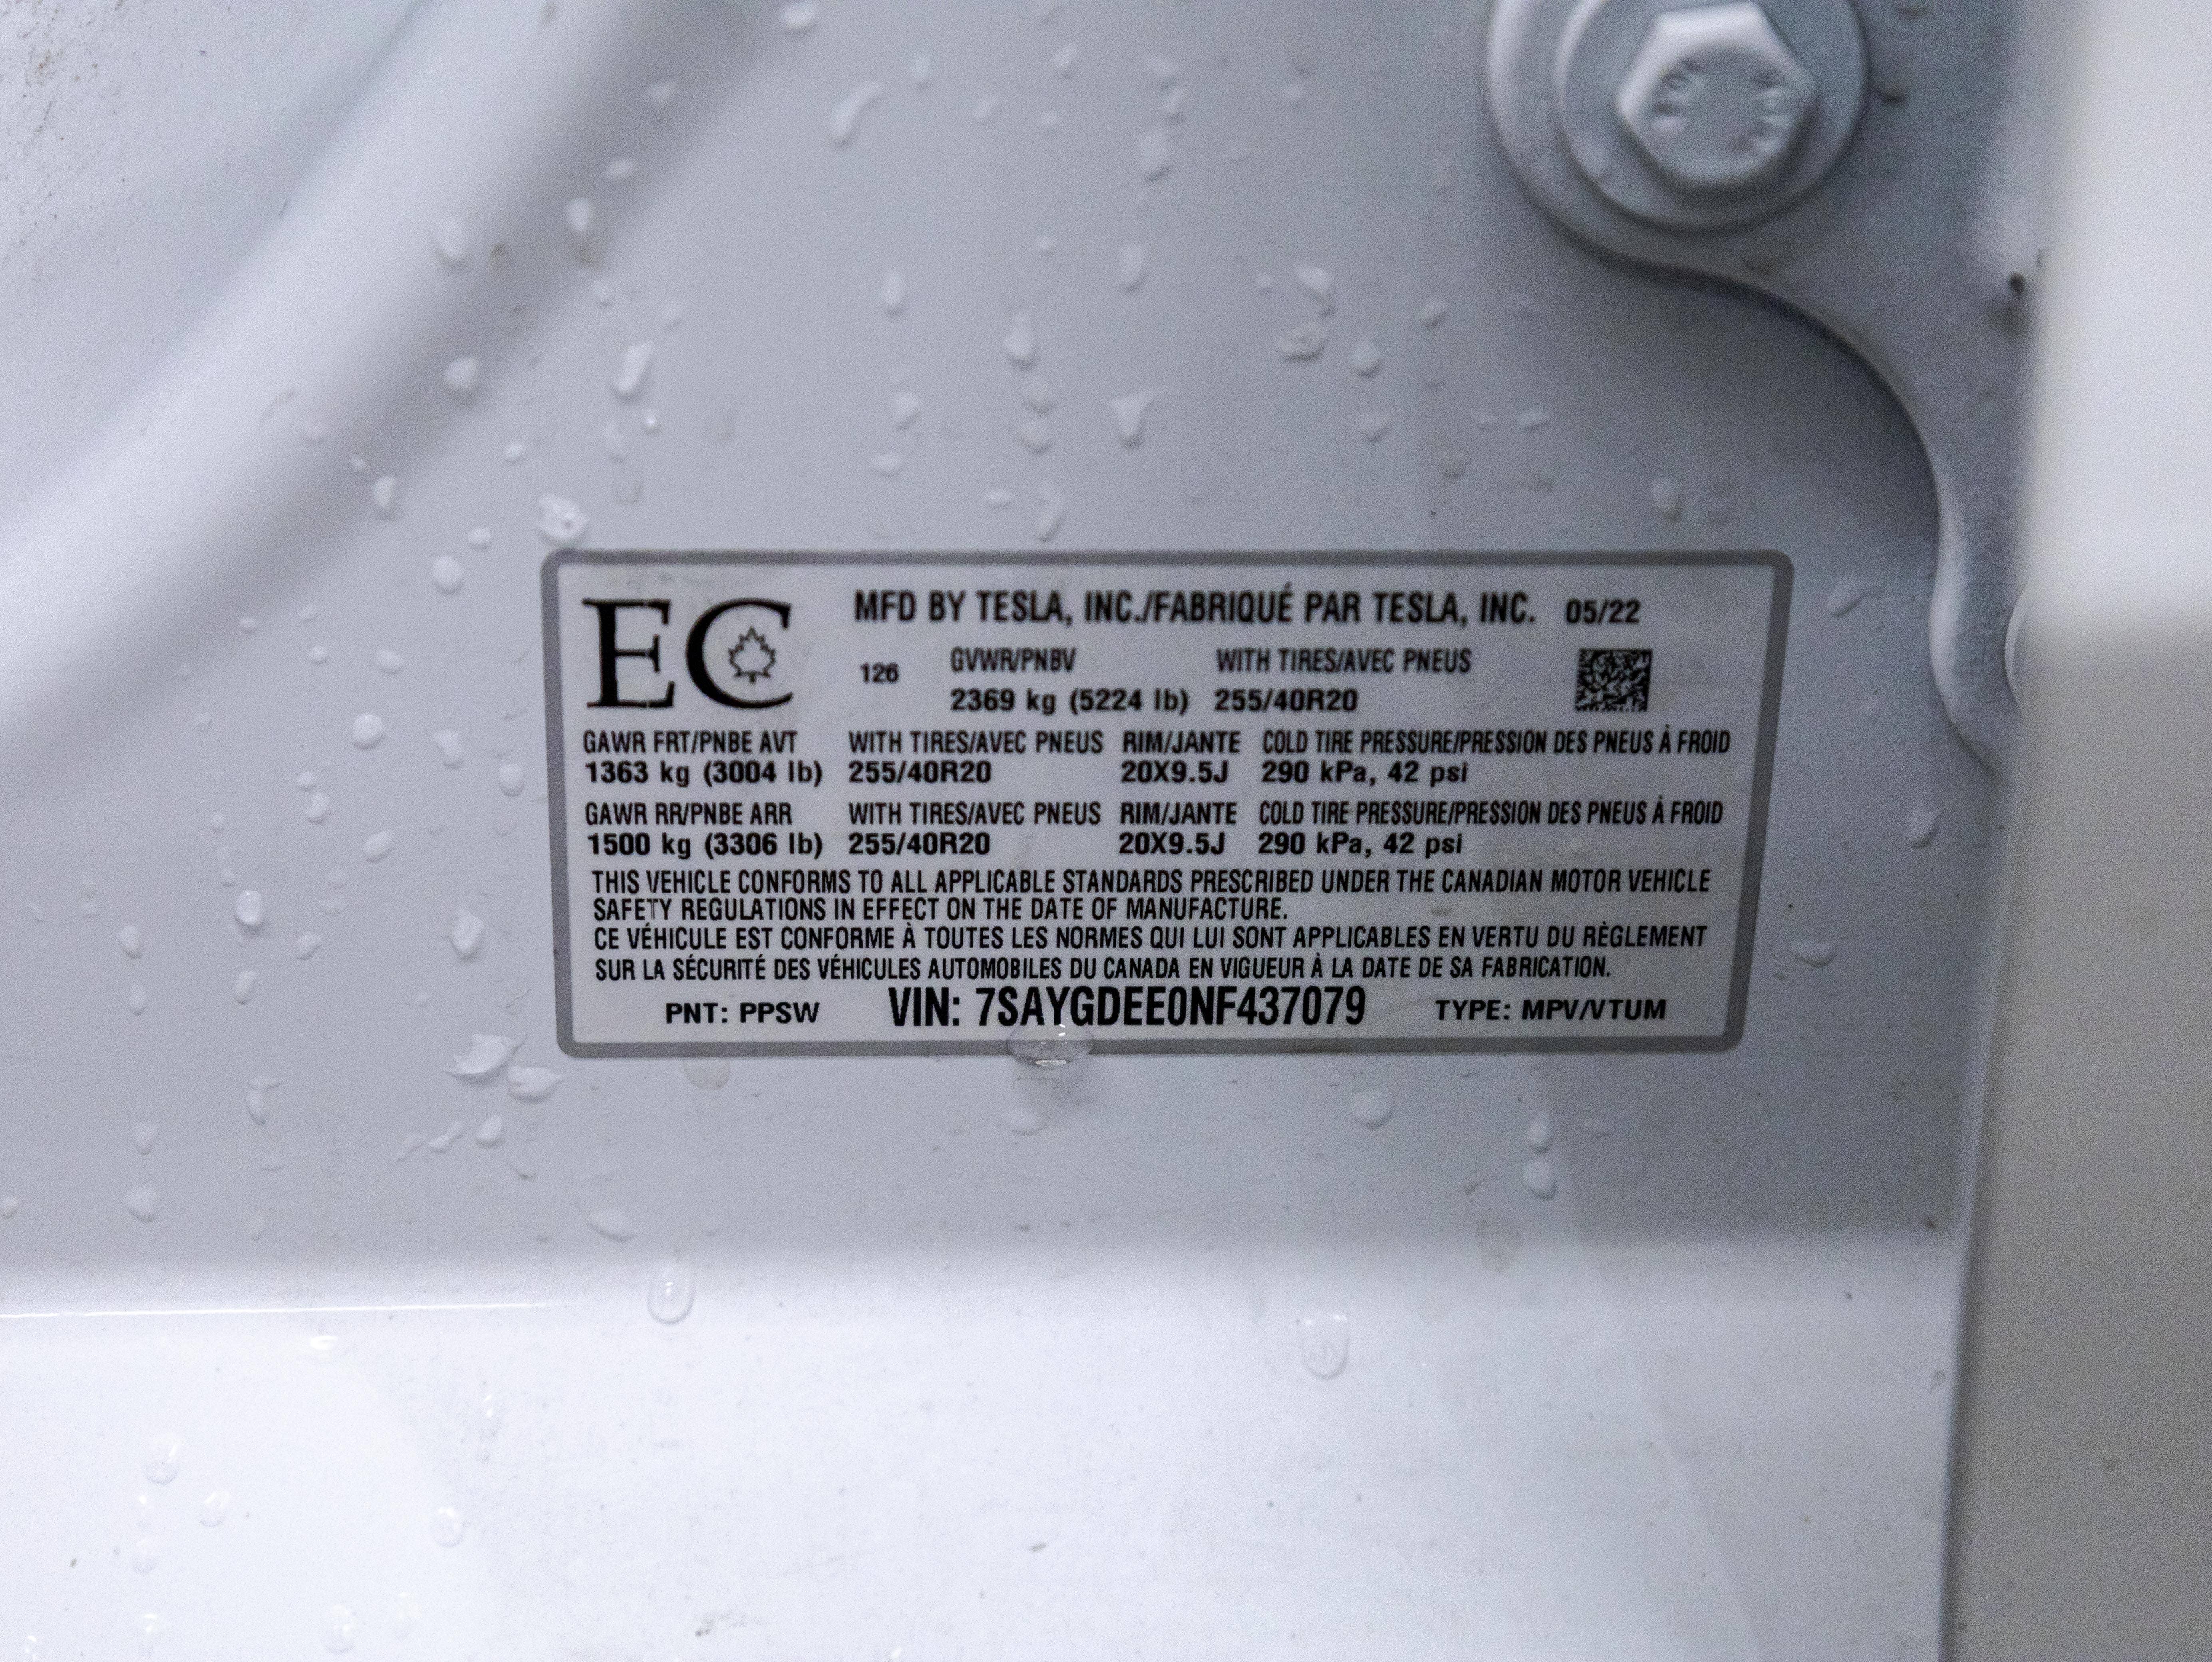 EC
MFD BY TESLA, INC./FABRIQUÉ PAR TESLA, INC. 05/22
126 GVWR/PNBV WITH TIRES/AVEC PNEUS
2369 kg (5224 lb) 255/40R20
GAWR FRT/PNBE AVT WITH TIRES/AVEC PNEUS RIM/JANTE COLD TIRE PRESSURE/PRESSION DES PNEUS À FROID
1363 kg (3004 lb) 255/40R20 20X9.5J 290 kPa, 42 psi
GAWR RR/PNBE ARR WITH TIRES/AVEC PNEUS RIM/JANTE COLD TIRE PRESSURE/PRESSION DES PNEUS À FROID
1500 kg (3306 lb) 255/40R20 20X9.5J 290 kPa, 42 psi
THIS VEHICLE CONFORMS TO ALL APPLICABLE STANDARDS PRESCRIBED UNDER THE CANADIAN MOTOR VEHICLE
SAFETY REGULATIONS IN EFFECT ON THE DATE OF MANUFACTURE.
CE VÉHICULE EST CONFORME À TOUTES LES NORMES QUI LUI SONT APPLICABLES EN VERTU DU RÈGLEMENT
SUR LA SÉCURITÉ DES VÉHICULES AUTOMOBILES DU CANADA EN VIGUEUR À LA DATE DE SA FABRICATION.
PNT: PPSW VIN: 7SAYGDEE0NF437079 TYPE: MPV/VTUM